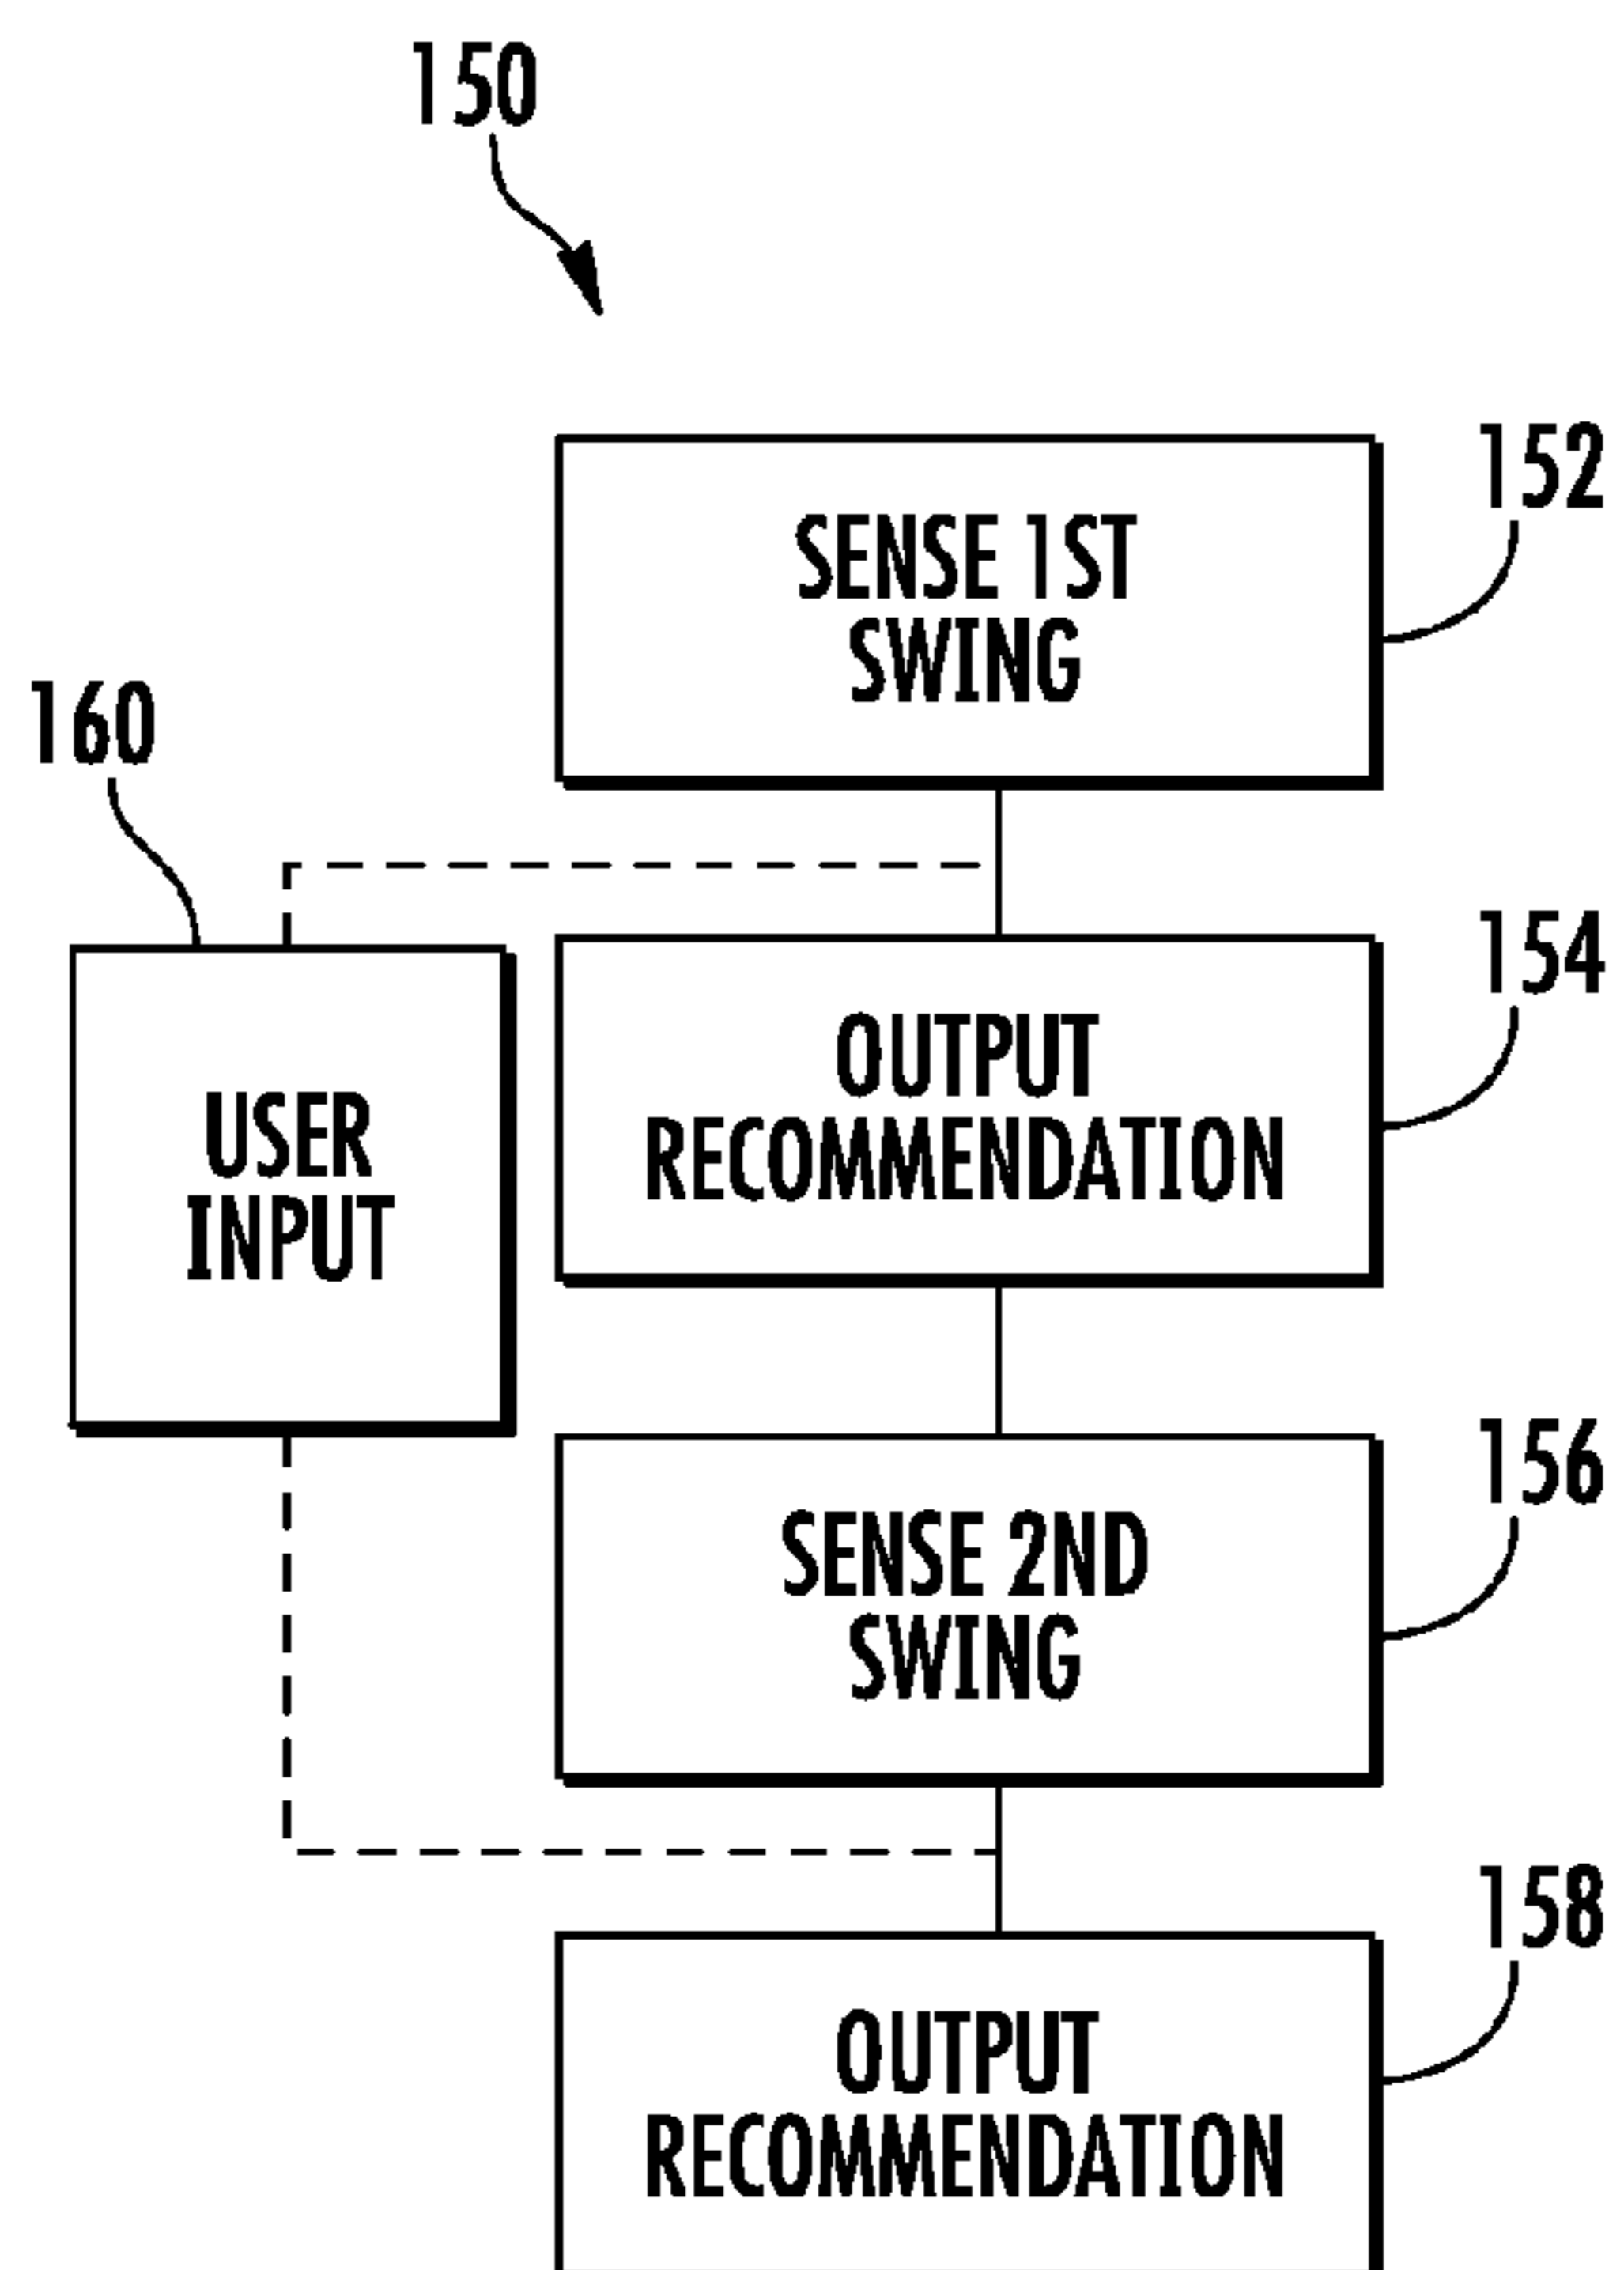 150
152
SENSE 1ST
SWING
160
154
OUTPUT
RECOMMENDATION
USER
INPUT
156
SENSE 2ND
SWING
158
OUTPUT
RECOMMENDATION